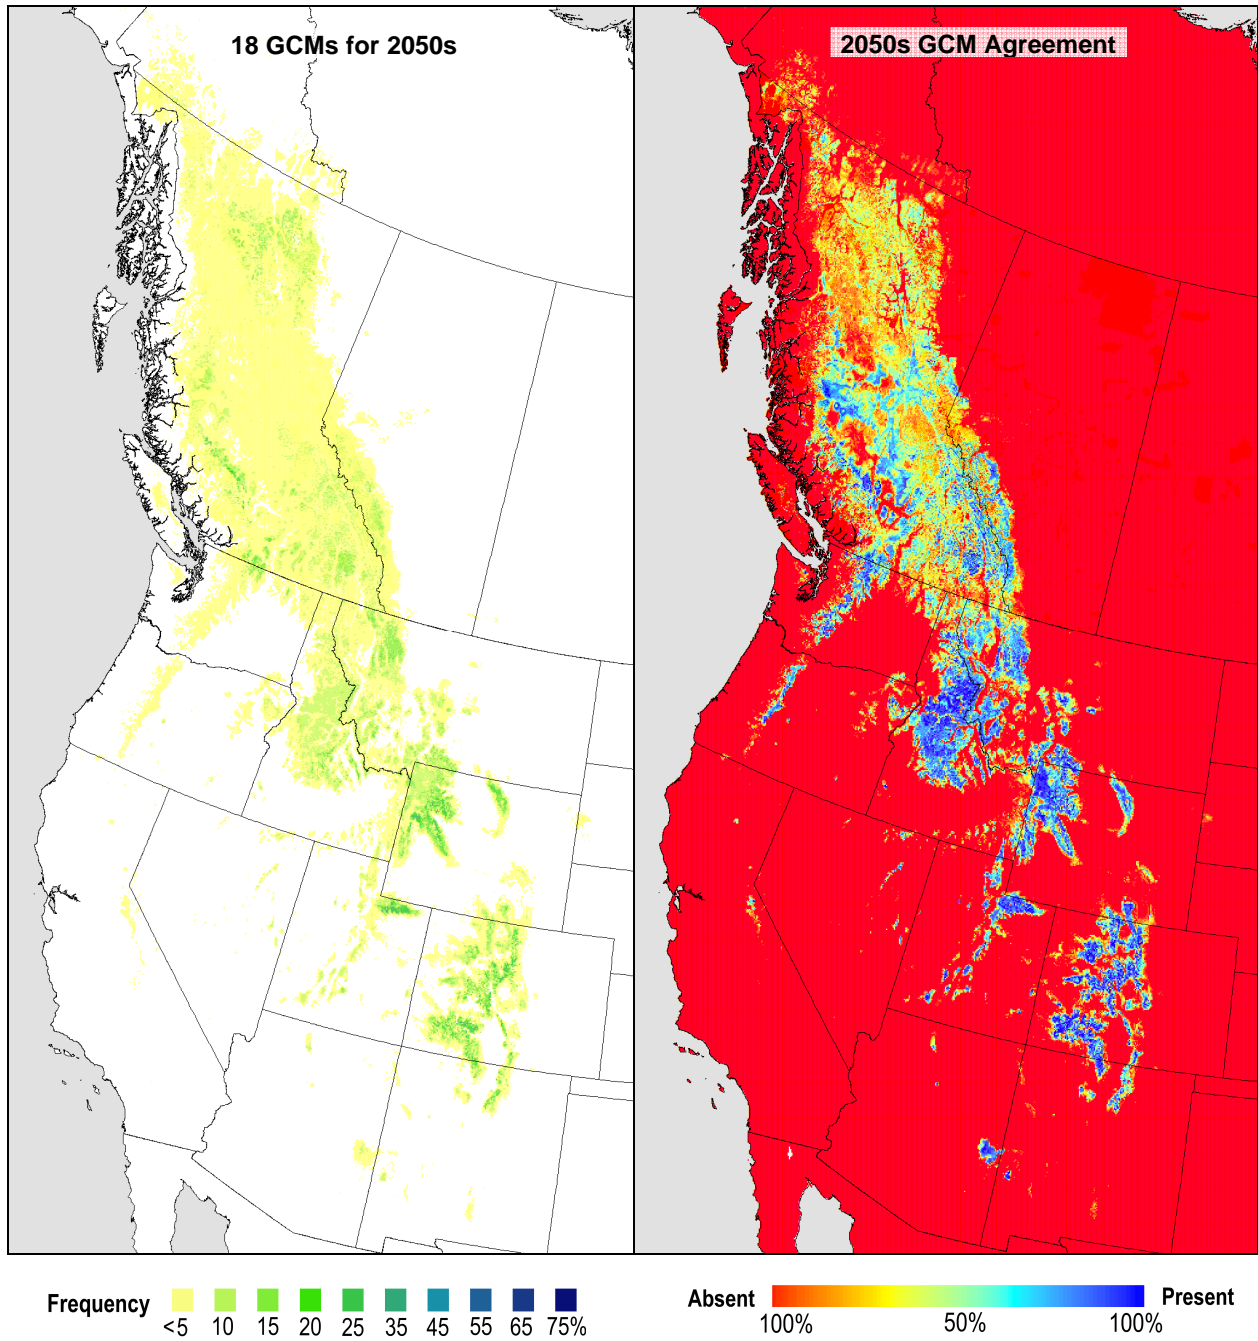 18 GCMs for 2050s
2050s GCM Agreement
Frequency
<5 10 15 20 25 35 45 55 65 75%
Absent Present
100% 50% 100%